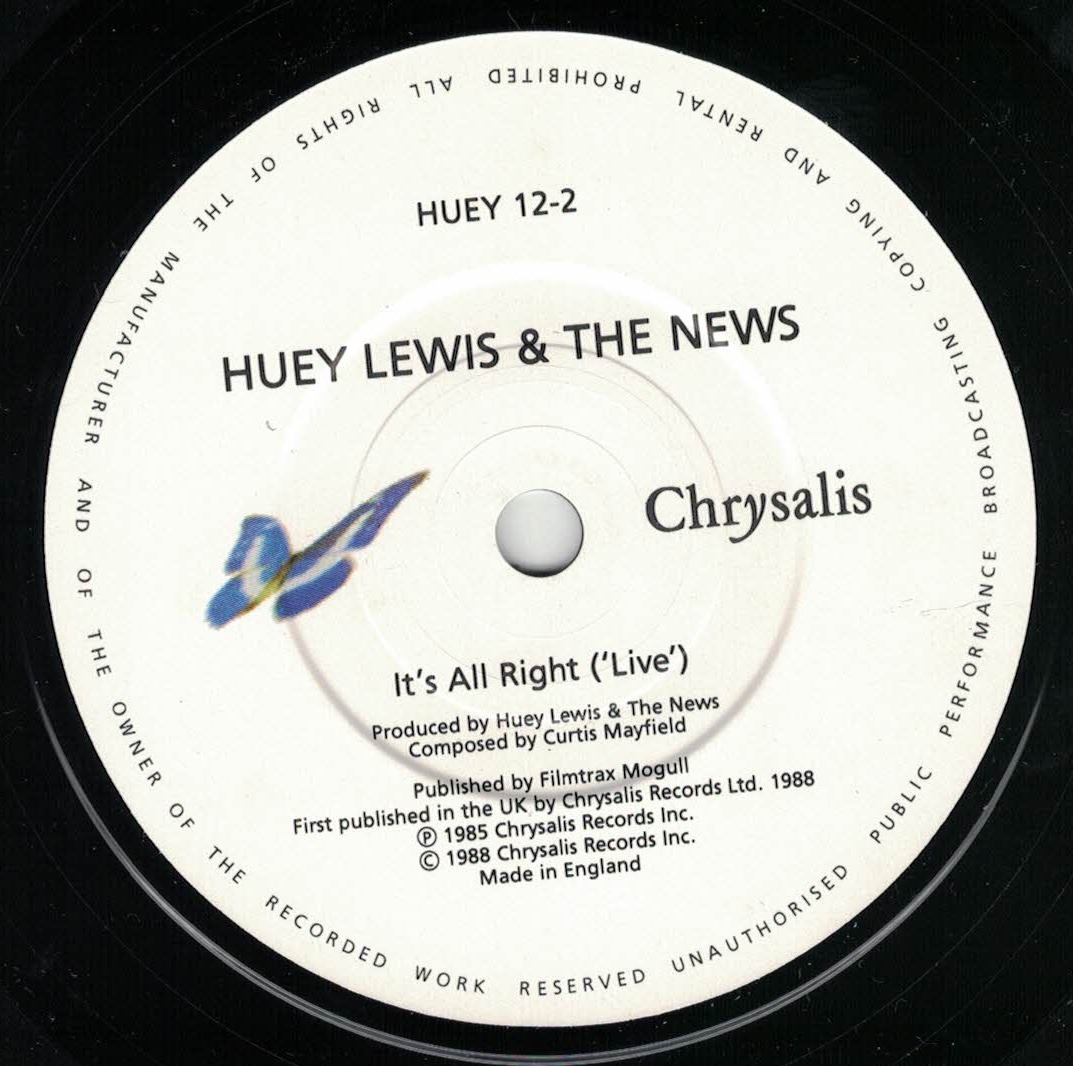 HUEY 12-2
HUEY LEWIS & THE NEWS
Chrysalis
It's All Right ('Live')
Produced by Huey Lewis & The News
Composed by Curtis Mayfield
Published by Filmtrax Mogull
First published in the UK by Chrysalis Records Ltd. 1988
Ⓟ 1985 Chrysalis Records Inc.
© 1988 Chrysalis Records Inc.
Made in England
ALL RIGHTS OF THE MANUFACTURER AND OF THE OWNER OF THE RECORDED WORK RESERVED UNAUTHORISED PUBLIC PERFORMANCE BROADCASTING COPYING AND RENTAL PROHIBITED